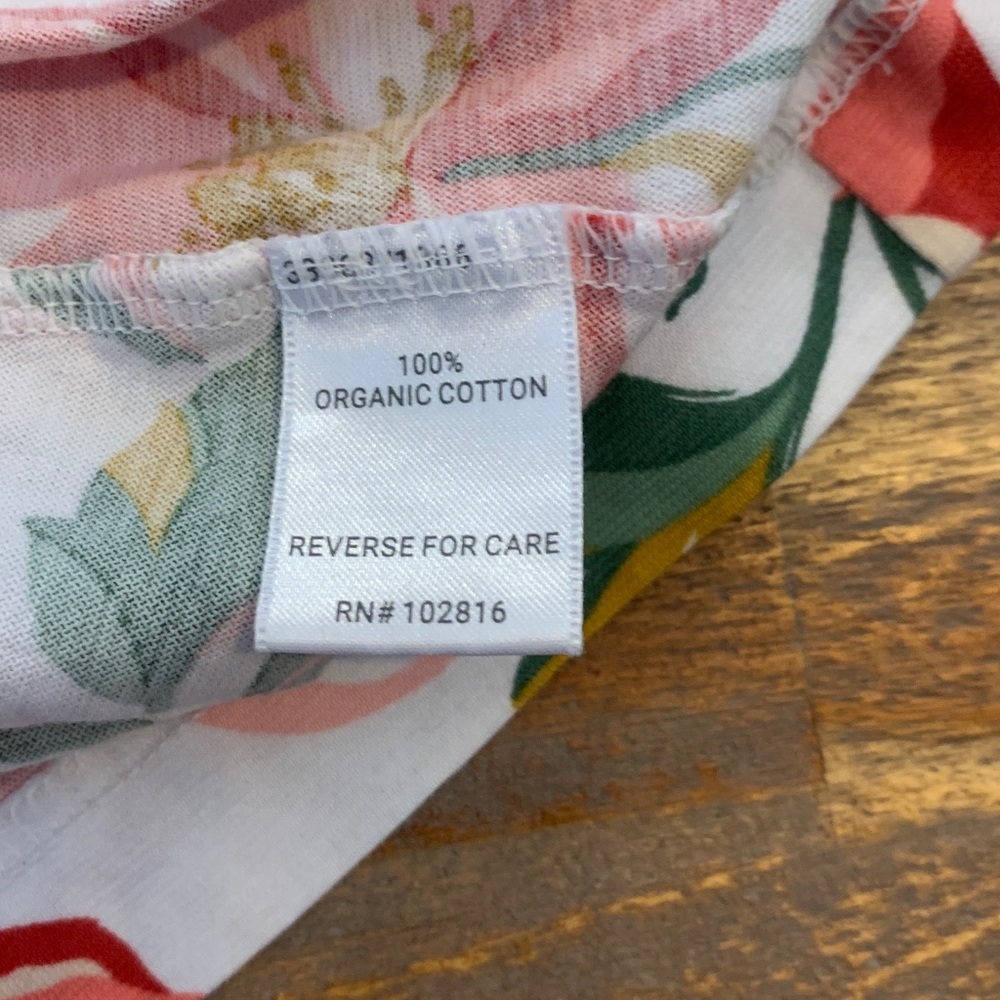 100%
ORGANIC COTTON
REVERSE FOR CARE
RN# 102816